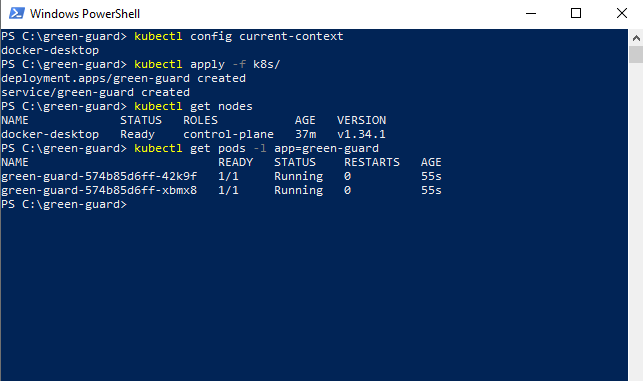 Windows PowerShell
PS C:\green-guard> kubectl config current-context
docker-desktop
PS C:\green-guard> kubectl apply -f k8s/
deployment.apps/green-guard created
service/green-guard created
PS C:\green-guard> kubectl get nodes
NAME             STATUS   ROLES           AGE   VERSION
docker-desktop   Ready    control-plane   37m   v1.34.1
PS C:\green-guard> kubectl get pods -l app=green-guard
NAME                           READY   STATUS    RESTARTS   AGE
green-guard-574b85d6ff-42k9f   1/1     Running   0          55s
green-guard-574b85d6ff-xbmx8   1/1     Running   0          55s
PS C:\green-guard>